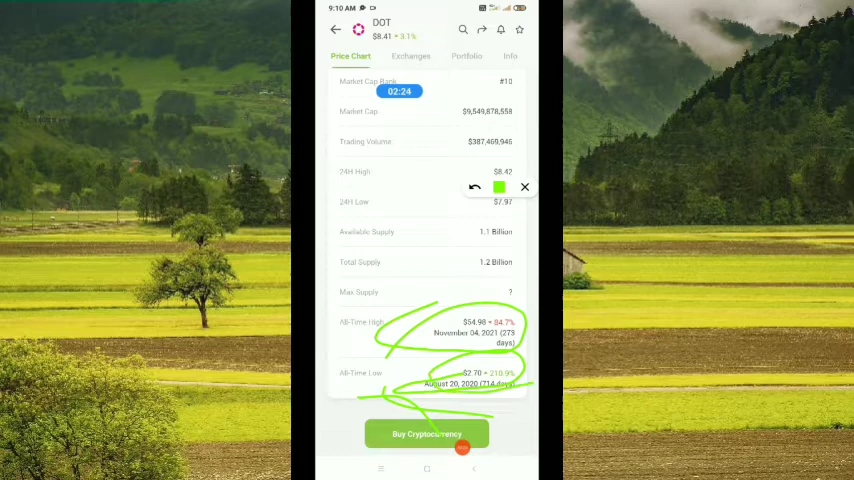 9:10 AM
DOT
$8.41 3.1%
Price Chart Exchanges Portfolio Info
Market Cap Rank #10
02:24
Market Cap $9,549,878,558
Trading Volume $387,469,946
24H High $8.42
24H Low $7.97
Available Supply 1.1 Billion
Total Supply 1.2 Billion
Max Supply ?
All-Time High $54.98 84.7%
November 04, 2021 (273
days)
All-Time Low $2.70 210.9%
August 20, 2020 (714 days)
Buy Cryptocurrency